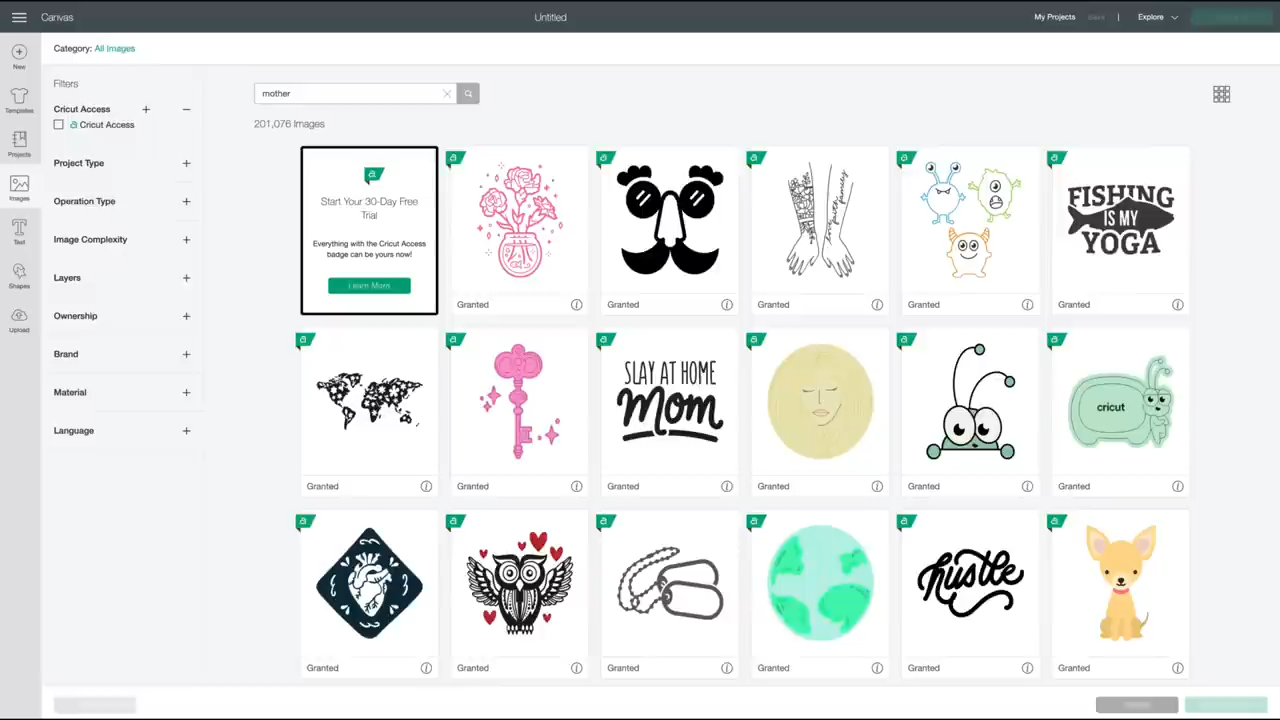 Canvas
Untitled
My Projects
Save
|
Explore
New
Templates
Projects
Images
Text
Shapes
Upload
Category: All Images
Filters
Cricut Access
Cricut Access
Project Type
Operation Type
Image Complexity
Layers
Ownership
Brand
Material
Language
mother
201,076 Images
Start Your 30-Day Free
Trial
Everything with the Cricut Access
badge can be yours now!
Learn More
Granted
Granted
Granted
Granted
FISHING
IS MY
YOGA
Granted
Granted
Granted
SLAY AT HOME
Mom
Granted
Granted
Granted
cricut
Granted
Granted
Granted
Granted
Granted
hustle
Granted
Granted